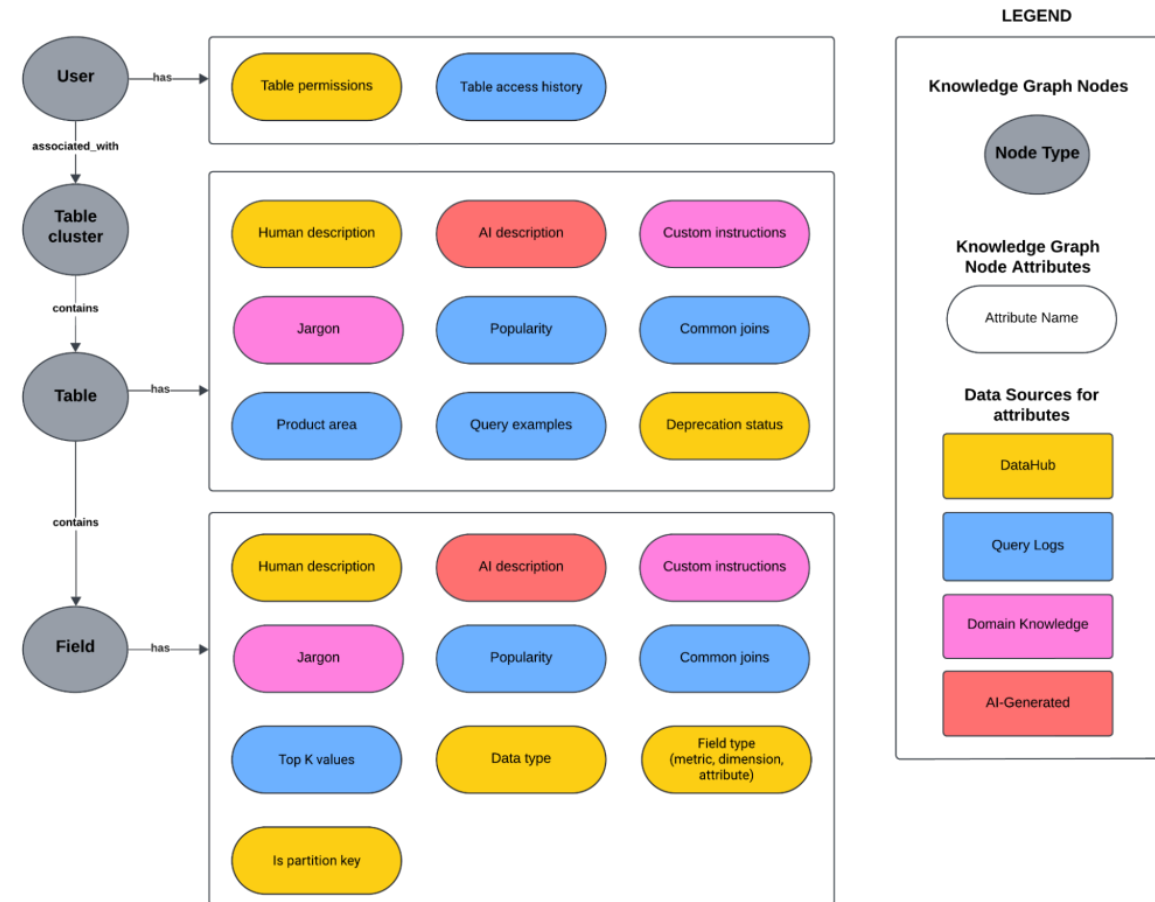 LEGEND
User
has
Table permissions
Table access history
associated_with
Table
cluster
contains
Table
has
Human description
AI description
Custom instructions
Jargon
Popularity
Common joins
Product area
Query examples
Deprecation status
contains
Field
has
Human description
AI description
Custom instructions
Jargon
Popularity
Common joins
Top K values
Data type
Field type
(metric, dimension,
attribute)
Is partition key
Knowledge Graph Nodes
Node Type
Knowledge Graph
Node Attributes
Attribute Name
Data Sources for
attributes
DataHub
Query Logs
Domain Knowledge
AI-Generated